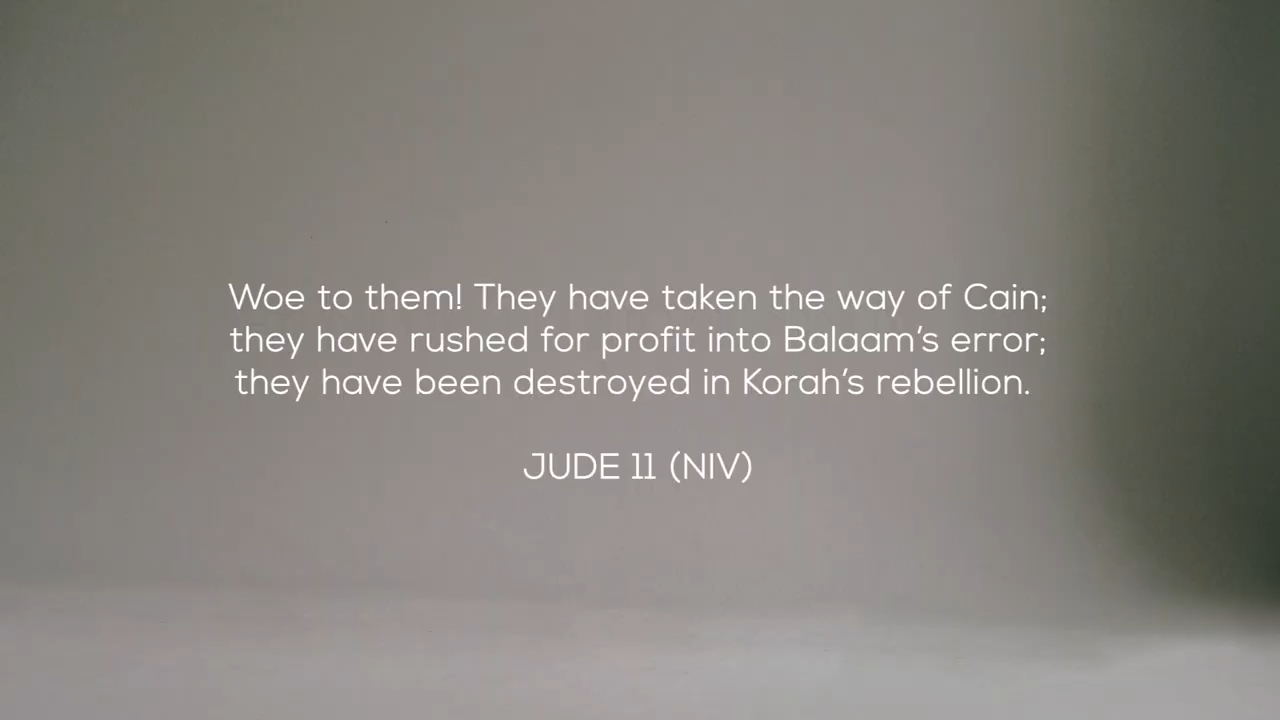 Woe to them! They have taken the way of Cain;
they have rushed for profit into Balaam’s error;
they have been destroyed in Korah’s rebellion.
JUDE 11 (NIV)